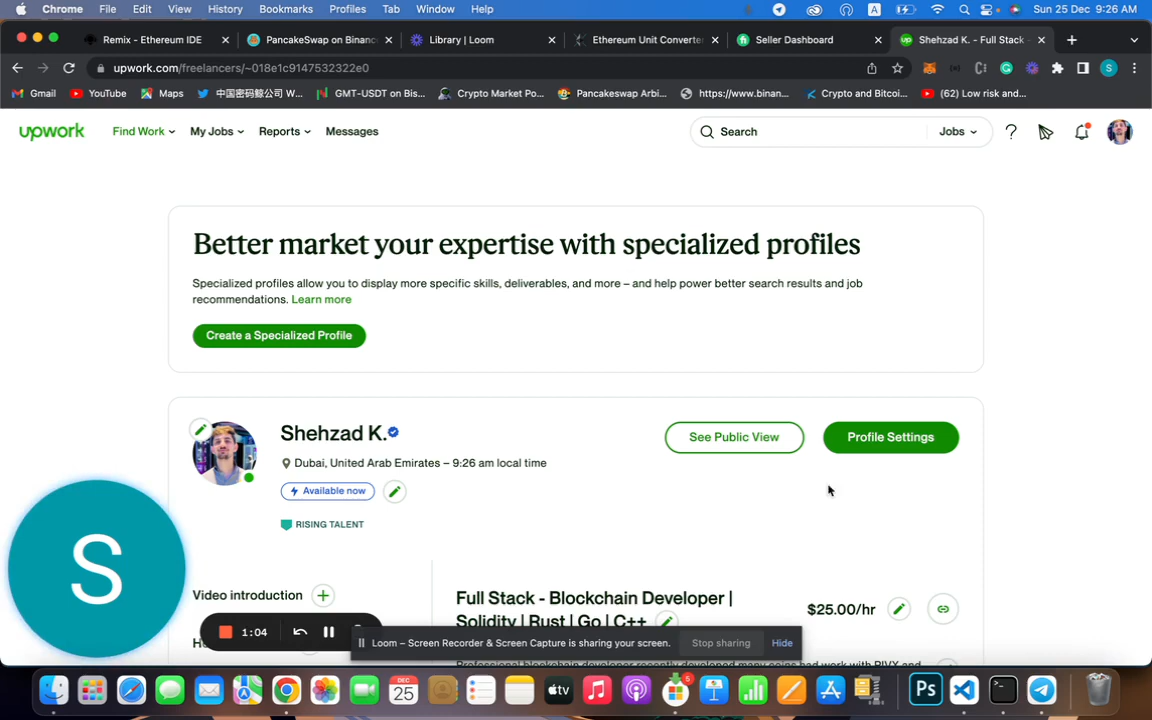 Chrome File Edit View History Bookmarks Profiles Tab Window Help A Sun 25 Dec 9:26 AM
Remix - Ethereum IDE PancakeSwap on Binanc Library | Loom Ethereum Unit Converte Seller Dashboard Shehzad K. - Full Stack -
upwork.com/freelancers/~018e1c9147532322e0 S
Gmail YouTube Maps 中国密码鲸公司 W... GMT-USDT on Bis... Crypto Market Po... Pancakeswap Arbi... https://www.binan... Crypto and Bitcoi... (62) Low risk and...
upwork Find Work My Jobs Reports Messages Search Jobs ?
Better market your expertise with specialized profiles
Specialized profiles allow you to display more specific skills, deliverables, and more – and help power better search results and job
recommendations. Learn more
Create a Specialized Profile
Shehzad K. See Public View Profile Settings
Dubai, United Arab Emirates – 9:26 am local time
Available now
RISING TALENT
S
Video introduction
Full Stack - Blockchain Developer |
Solidity | Rust | Go | C++
$25.00/hr
1:04
Loom – Screen Recorder & Screen Capture is sharing your screen. Stop sharing Hide
DEC
25
tv
5
Ps